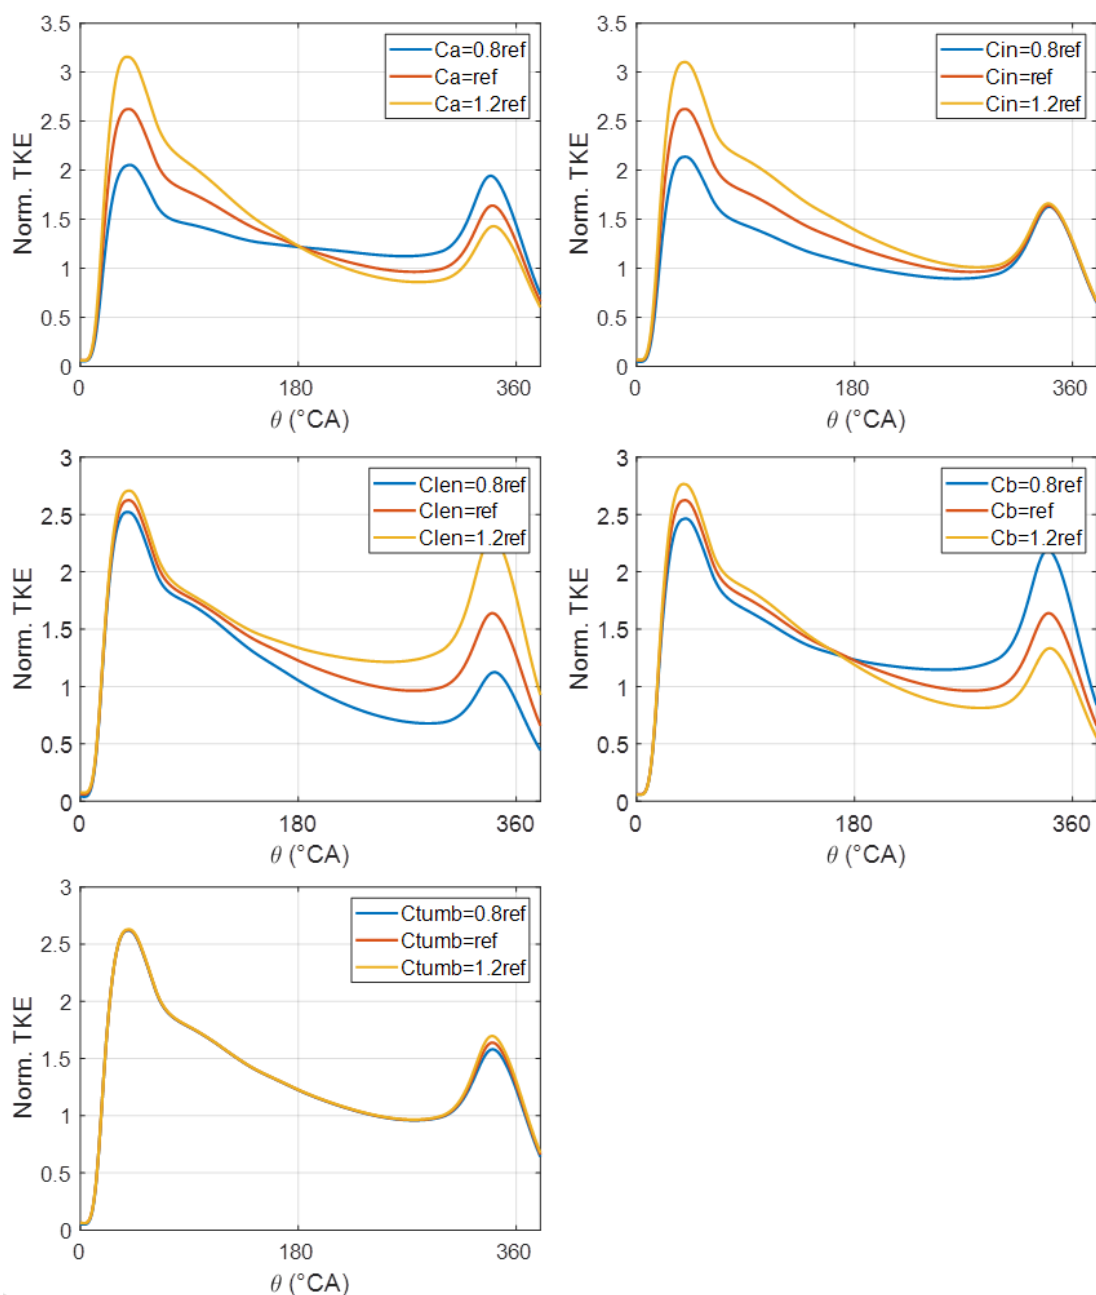 3.5
3
2.5
2
1.5
1
0.5
0
Norm. TKE
Ca=0.8ref
Ca=ref
Ca=1.2ref
0 180 360
θ (°CA)
3.5
3
2.5
2
1.5
1
0.5
0
Norm. TKE
Cin=0.8ref
Cin=ref
Cin=1.2ref
0 180 360
θ (°CA)
3
2.5
2
1.5
1
0.5
0
Norm. TKE
Clen=0.8ref
Clen=ref
Clen=1.2ref
0 180 360
θ (°CA)
3
2.5
2
1.5
1
0.5
0
Norm. TKE
Cb=0.8ref
Cb=ref
Cb=1.2ref
0 180 360
θ (°CA)
3
2.5
2
1.5
1
0.5
0
Norm. TKE
Ctumb=0.8ref
Ctumb=ref
Ctumb=1.2ref
0 180 360
θ (°CA)